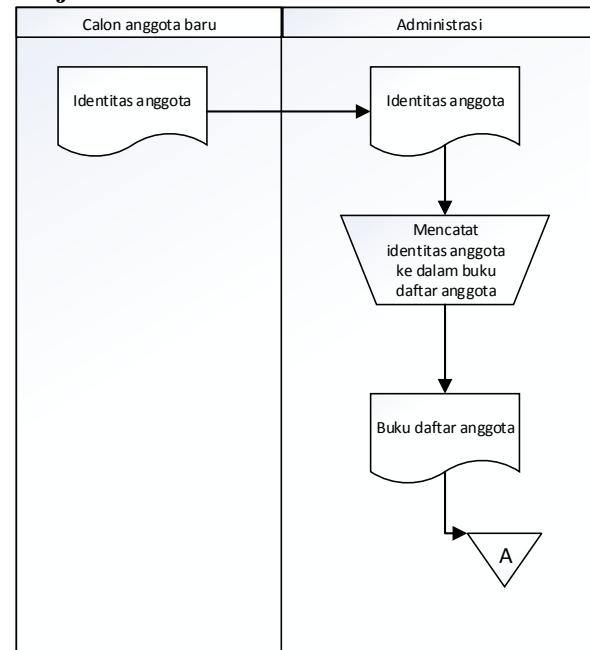 Calon anggota baru
Administrasi
Identitas anggota
Identitas anggota
Mencatat
identitas anggota
ke dalam buku
daftar anggota
Buku daftar anggota
A